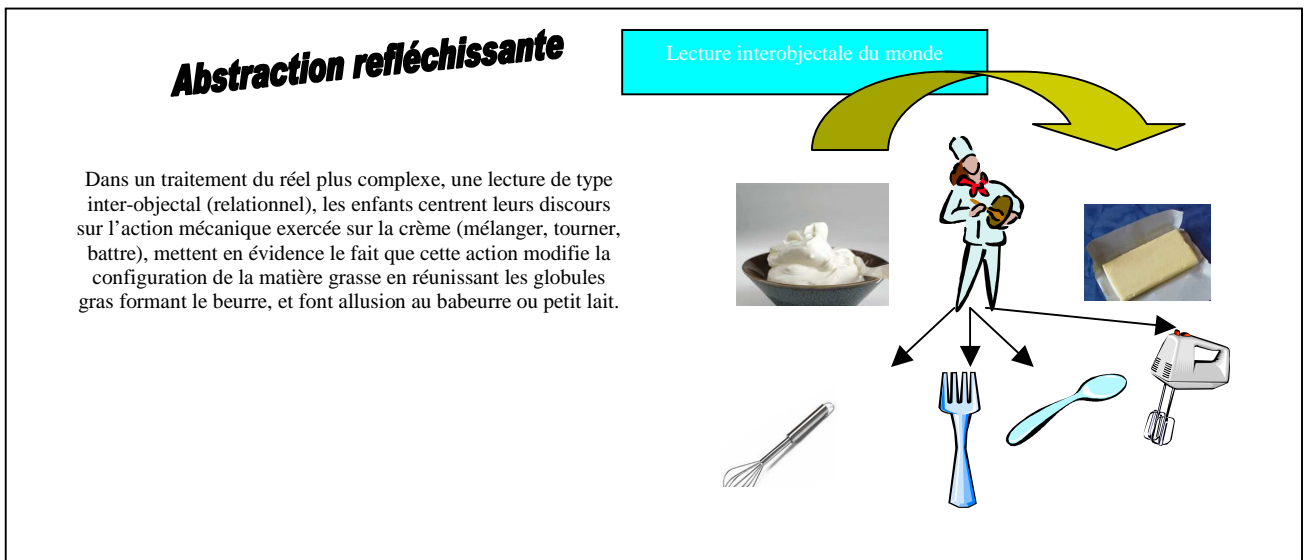 Abstraction refléchissante
Lecture interobjectale du monde
Dans un traitement du réel plus complexe, une lecture de type
inter-objectal (relationnel), les enfants centrent leurs discours
sur l’action mécanique exercée sur la crème (mélanger, tourner,
battre), mettent en évidence le fait que cette action modifie la
configuration de la matière grasse en réunissant les globules
gras formant le beurre, et font allusion au babeurre ou petit lait.